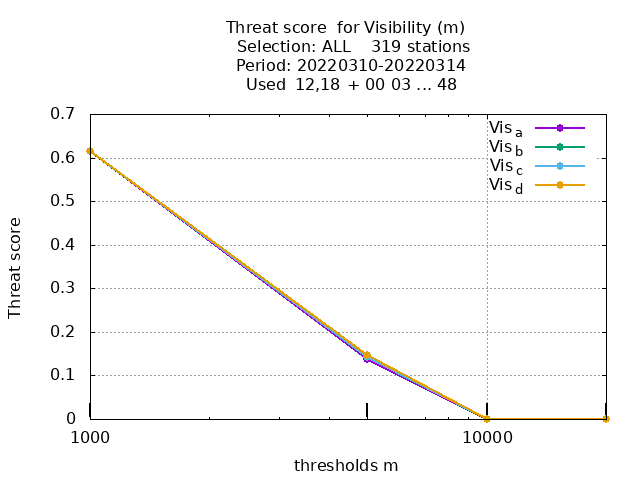 Threat score for Visibility (m)
Selection: ALL 319 stations
Period: 20220310-20220314
Used 12,18 + 00 03 ... 48
0.7
0.6
0.5
0.4
0.3
0.2
0.1
0
Threat score
Vis a
Vis b
Vis c
Vis d
1000 10000
thresholds m